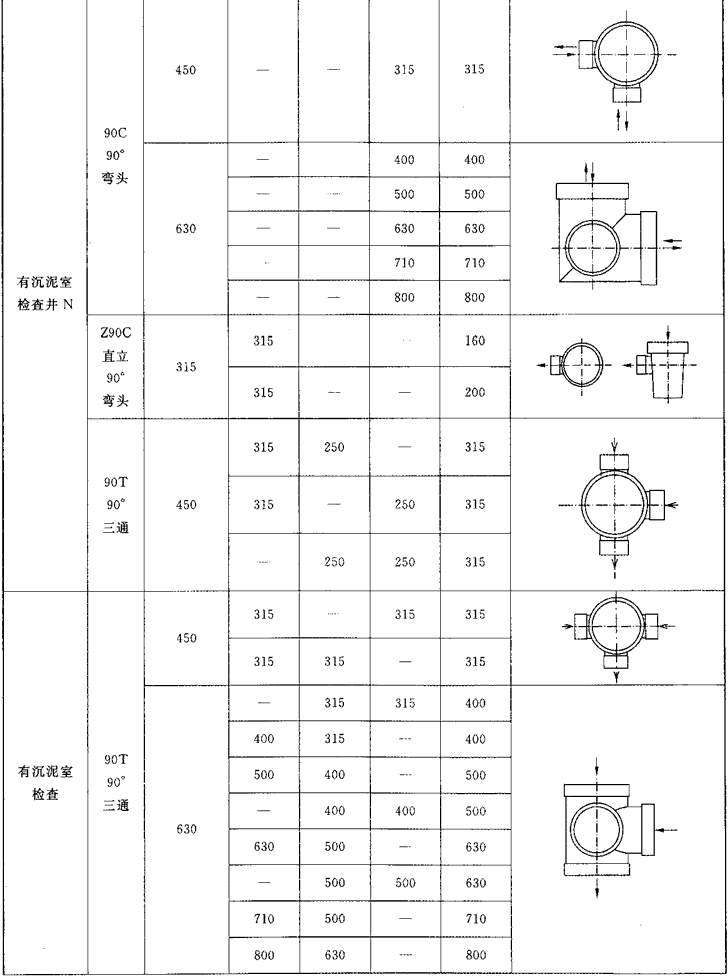 450 — — 315 315
90C
90°
弯头
630
— 400 400
— — 500 500
— — 630 630
- 710 710
— — 800 800
有沉泥室
检查井 N
Z90C
直立
90°
弯头
315
315 — 160
315 — — 200
90T
90°
三通
450
315 250 — 315
315 — 250 315
— 250 250 315
有沉泥室
检查
90T
90°
三通
450
315 — 315 315
315 315 — 315
630
— 315 315 400
400 315 — 400
500 400 — 500
— 400 400 500
630 500 — 630
— 500 500 630
710 500 — 710
800 630 — 800